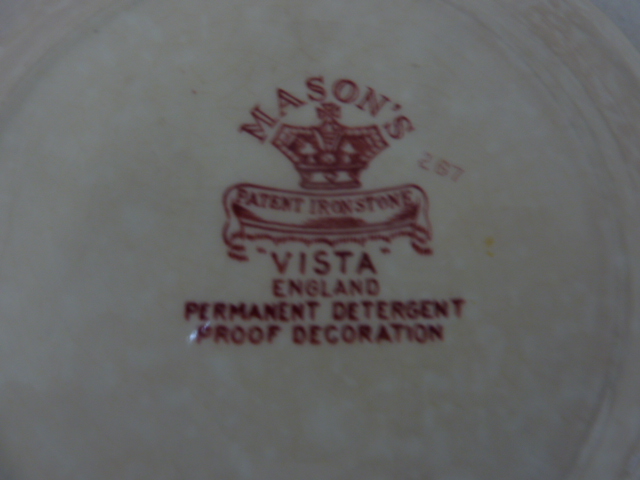 MASON'S
PATENT IRONSTONE
"VISTA"
ENGLAND
PERMANENT DETERGENT
PROOF DECORATION